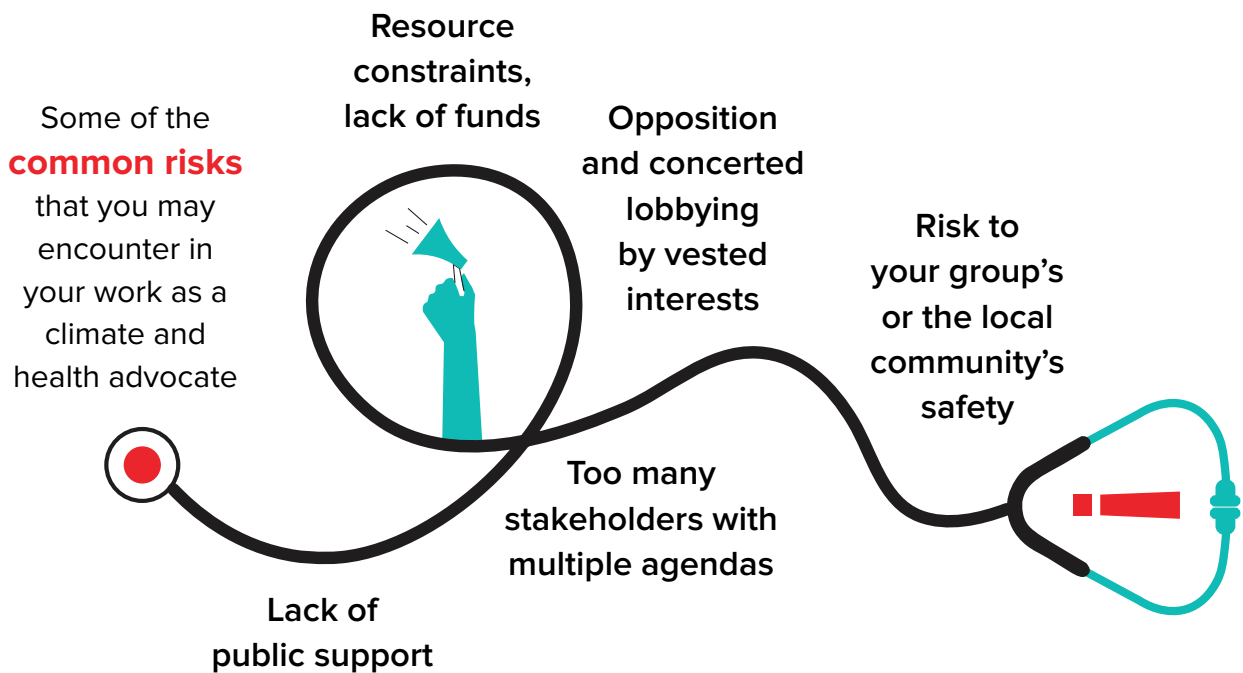 Some of the
common risks
that you may
encounter in
your work as a
climate and
health advocate
Resource
constraints,
lack of funds
Opposition
and concerted
lobbying
by vested
interests
Risk to
your group’s
or the local
community’s
safety
Too many
stakeholders with
multiple agendas
Lack of
public support